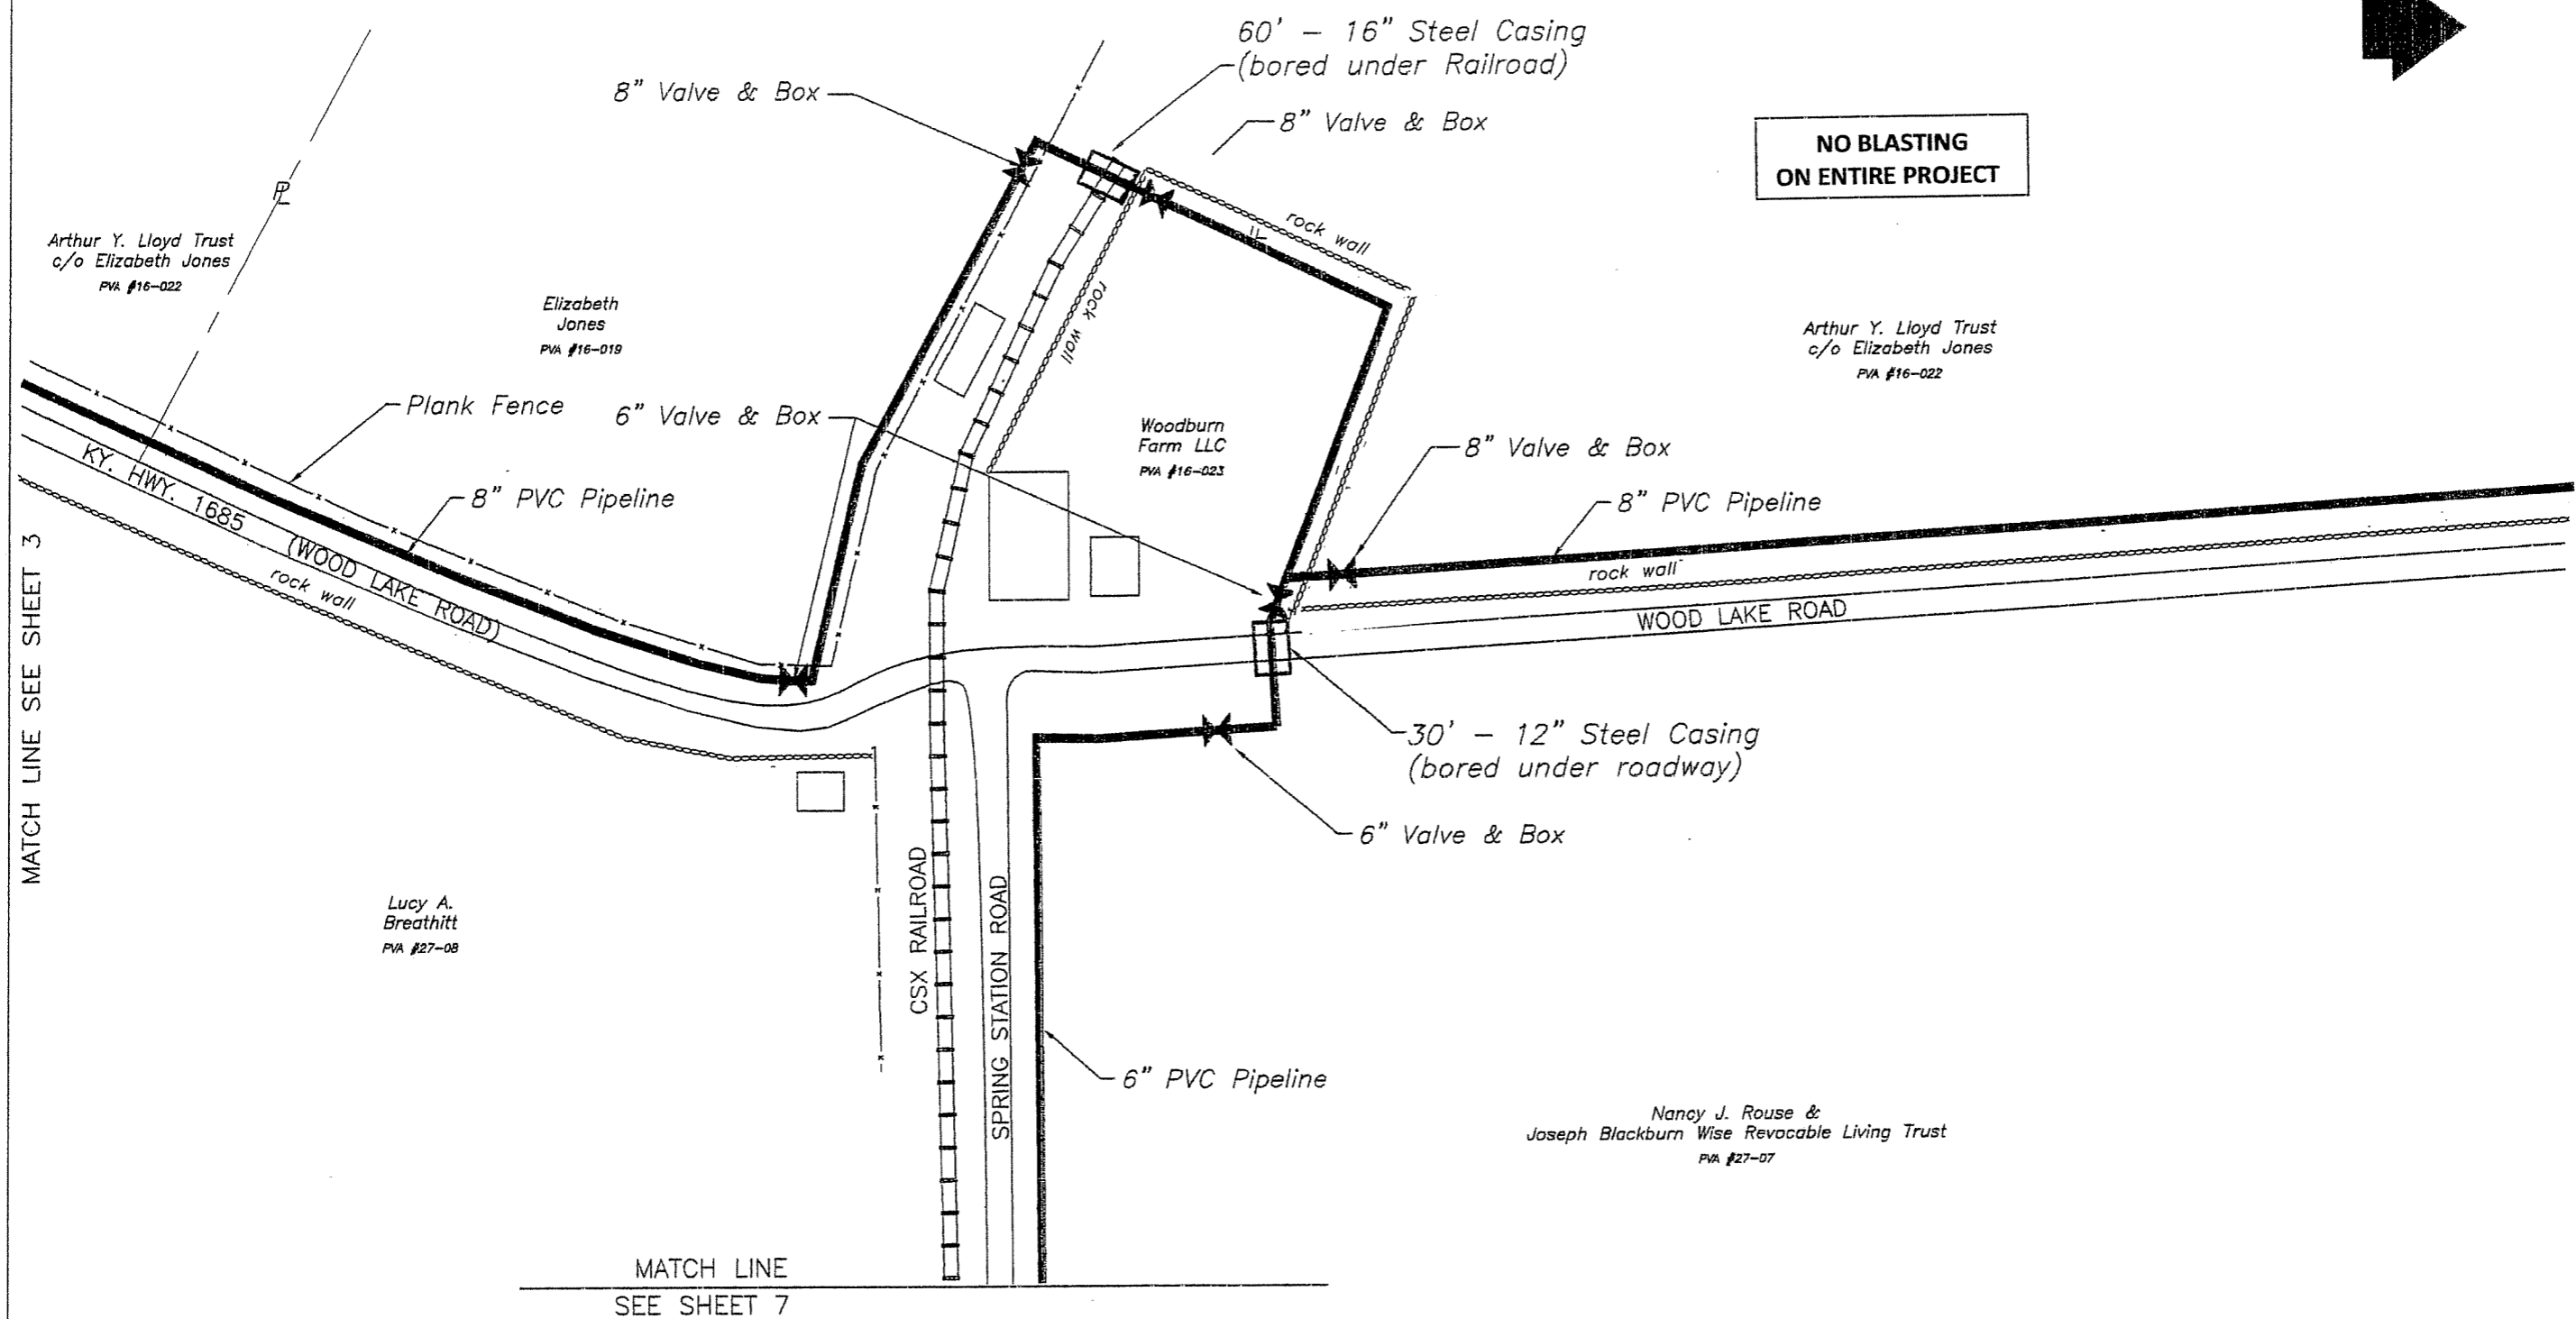 60' – 16" Steel Casing
(bored under Railroad)
8" Valve & Box
8" Valve & Box
NO BLASTING
ON ENTIRE PROJECT
PL
Arthur Y. Lloyd Trust
c/o Elizabeth Jones
PVA #16-022
rock wall
Elizabeth
Jones
PVA #16-019
rock wall
Arthur Y. Lloyd Trust
c/o Elizabeth Jones
PVA #16-022
Plank Fence
6" Valve & Box
Woodburn
Farm LLC
PVA #16-023
8" Valve & Box
8" PVC Pipeline
8" PVC Pipeline
KY. HWY. 1685 (WOOD LAKE ROAD)
rock wall
rock wall
WOOD LAKE ROAD
MATCH LINE SEE SHEET 3
30' – 12" Steel Casing
(bored under roadway)
6" Valve & Box
Lucy A.
Breathitt
PVA #27-08
CSX RAILROAD
SPRING STATION ROAD
6" PVC Pipeline
Nancy J. Rouse &
Joseph Blackburn Wise Revocable Living Trust
PVA #27-07
MATCH LINE
SEE SHEET 7